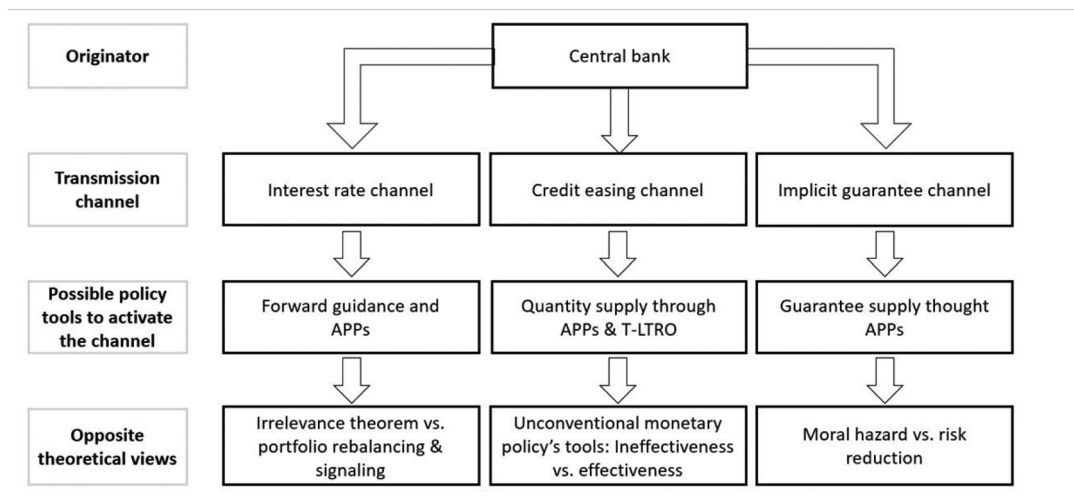 Originator
Central bank
Transmission
channel
Interest rate channel
Credit easing channel
Implicit guarantee channel
Possible policy
tools to activate
the channel
Forward guidance and
APPs
Quantity supply through
APPs & T-LTRO
Guarantee supply thought
APPs
Opposite
theoretical views
Irrelevance theorem vs.
portfolio rebalancing &
signaling
Unconventional monetary
policy's tools: Ineffectiveness
vs. effectiveness
Moral hazard vs. risk
reduction